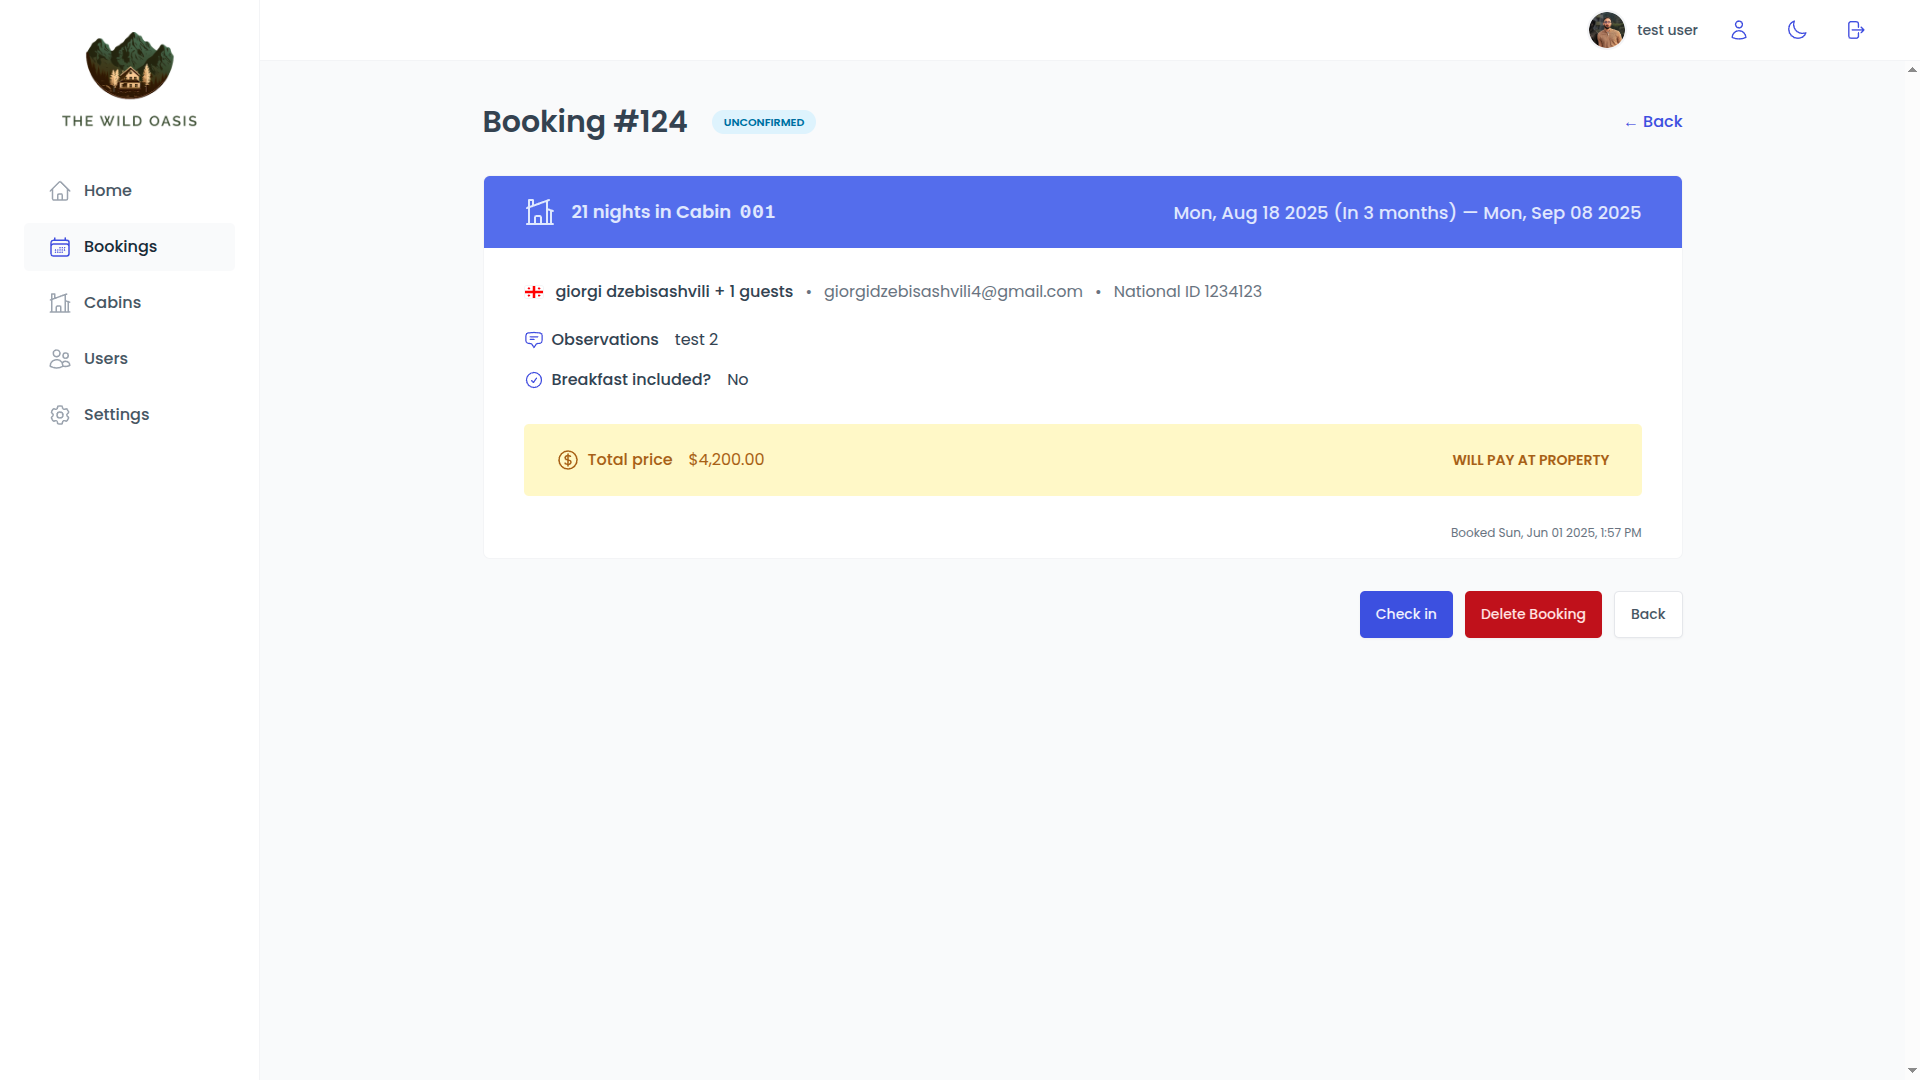 THE WILD OASIS
Home
Bookings
Cabins
Users
Settings
test user
Booking #124 UNCONFIRMED
← Back
21 nights in Cabin 001
Mon, Aug 18 2025 (In 3 months) — Mon, Sep 08 2025
giorgi dzebisashvili + 1 guests • giorgidzebisashvili4@gmail.com • National ID 1234123
Observations test 2
Breakfast included? No
Total price $4,200.00
WILL PAY AT PROPERTY
Booked Sun, Jun 01 2025, 1:57 PM
Check in
Delete Booking
Back